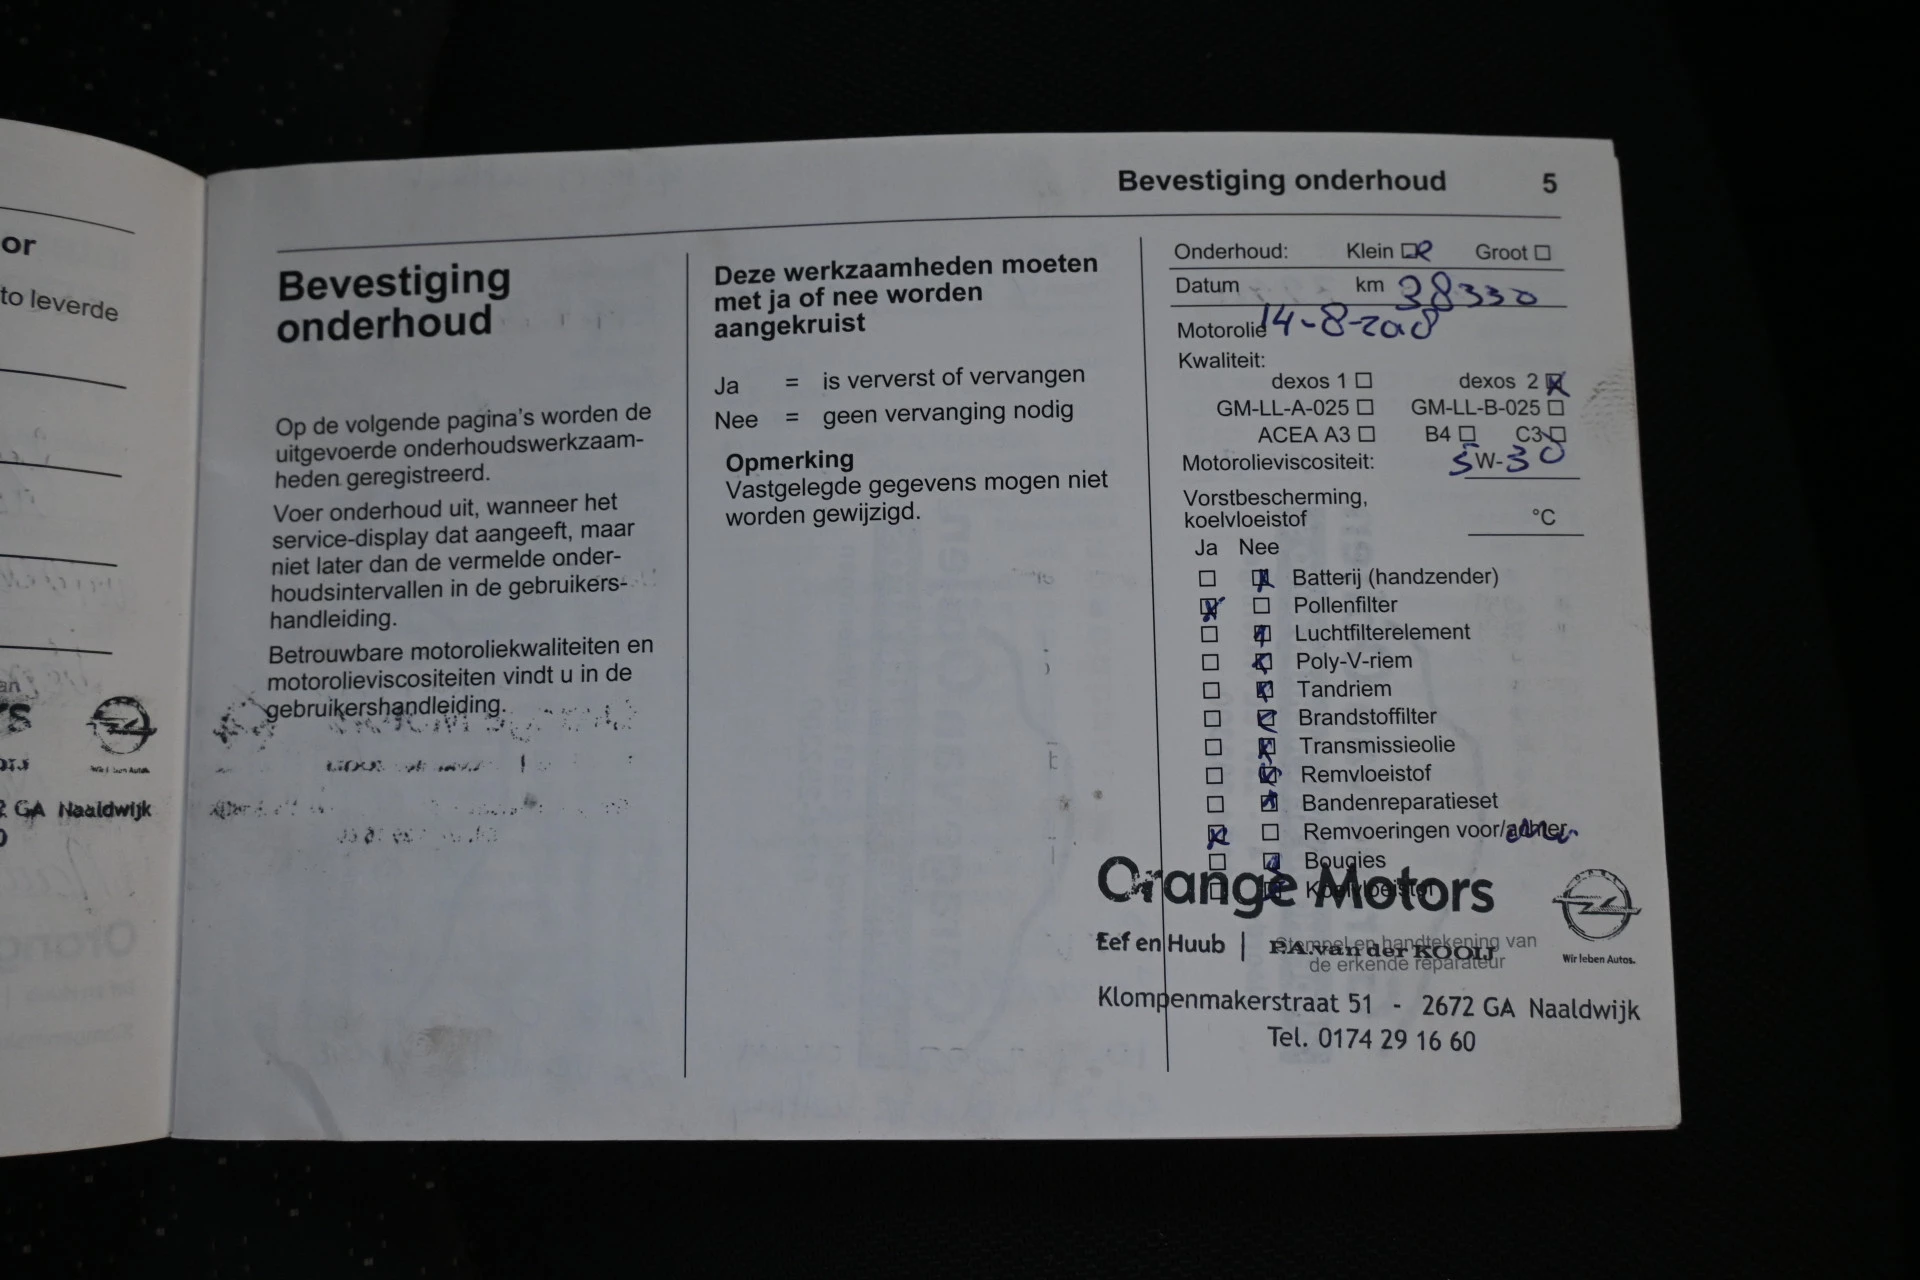 or
to leverde
an
GA Naaldwijk
Bevestiging onderhoud 5
Bevestiging
onderhoud
Op de volgende pagina's worden de
uitgevoerde onderhoudswerkzaam-
heden geregistreerd.
Voer onderhoud uit, wanneer het
service-display dat aangeeft, maar
niet later dan de vermelde onder-
houdsintervallen in de gebruikers-
handleiding.
Betrouwbare motoroliekwaliteiten en
motorolieviscositeiten vindt u in de
gebruikershandleiding.
Deze werkzaamheden moeten
met ja of nee worden
aangekruist
Ja = is ververst of vervangen
Nee = geen vervanging nodig
Opmerking
Vastgelegde gegevens mogen niet
worden gewijzigd.
Onderhoud: Klein Groot
Datum km 38330
Motorolie 14-8-2018
Kwaliteit:
dexos 1 dexos 2
GM-LL-A-025 GM-LL-B-025
ACEA A3 B4 C3
Motorolieviscositeit: 5W-30
Vorstbescherming,
koelvloeistof °C
Ja Nee
Batterij (handzender)
Pollenfilter
Luchtfilterelement
Poly-V-riem
Tandriem
Brandstoffilter
Transmissieolie
Remvloeistof
Bandenreparatieset
Remvoeringen voor/achter
Bougies
Koelvloeistof
Orange Motors
OPEL
Eef en Huub | P.A. van der KOOIJ
Stempel en handtekening van
de erkende reparateur
Wir leben Autos.
Klompenmakerstraat 51 - 2672 GA Naaldwijk
Tel. 0174 29 16 60